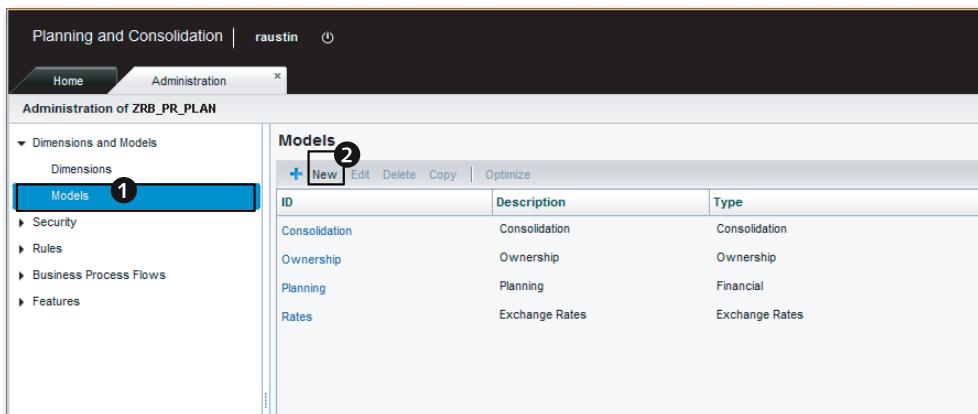 Planning and Consolidation | raustin
Home Administration ×
Administration of ZRB_PR_PLAN
Dimensions and Models
Dimensions
Models 1
Security
Rules
Business Process Flows
Features
Models
2
+ New Edit Delete Copy | Optimize
ID Description Type
Consolidation Consolidation Consolidation
Ownership Ownership Ownership
Planning Planning Financial
Rates Exchange Rates Exchange Rates